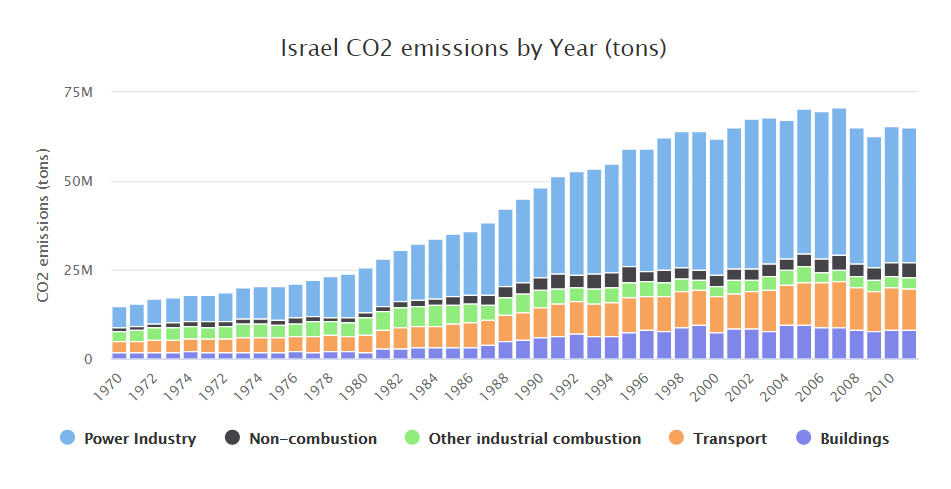 Israel CO2 emissions by Year (tons)
CO2 emissions (tons)
75M
50M
25M
0
1970 1972 1974 1972 1974 1976 1978 1980 1982 1984 1986 1988 1990 1992 1994 1996 1998 2000 2002 2004 2006 2008 2010
Power Industry Non-combustion Other industrial combustion Transport Buildings